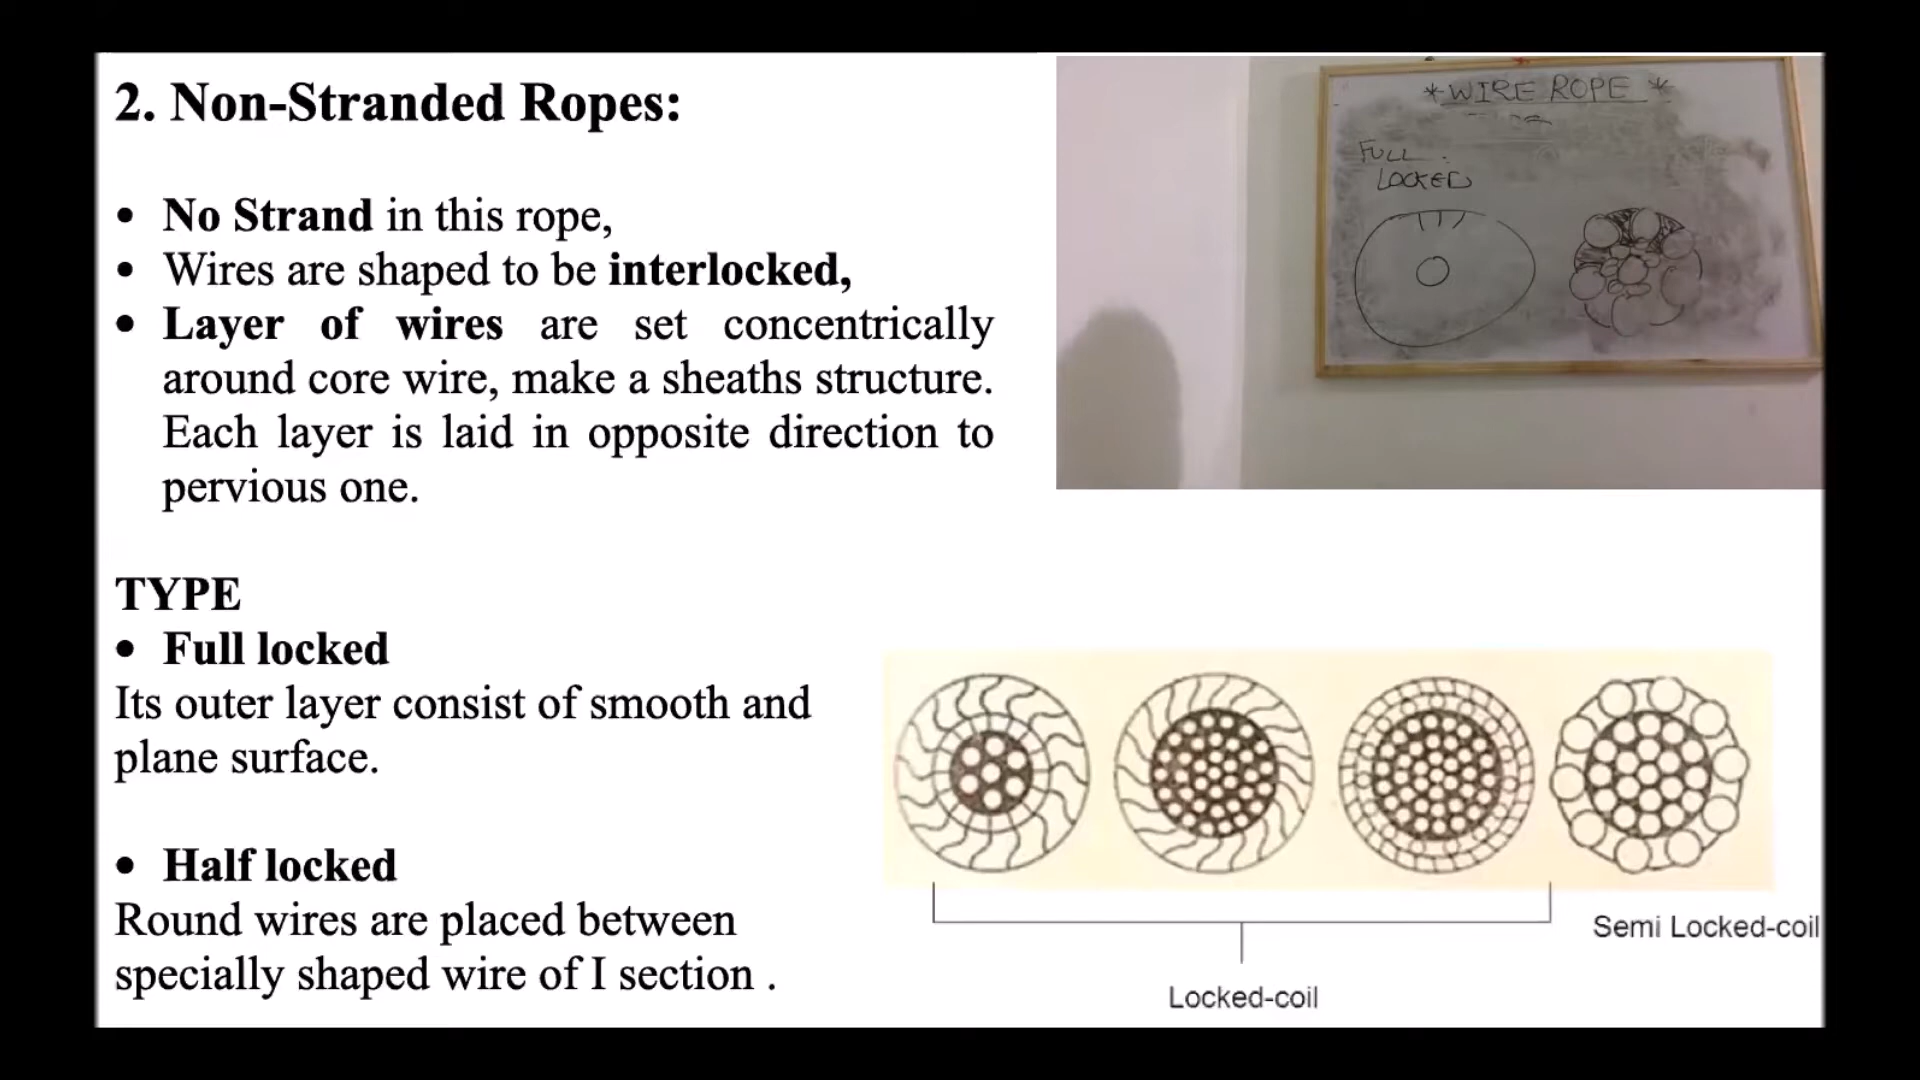 2. Non-Stranded Ropes:
• No Strand in this rope,
• Wires are shaped to be interlocked,
• Layer of wires are set concentrically
around core wire, make a sheaths structure.
Each layer is laid in opposite direction to
pervious one.
TYPE
• Full locked
Its outer layer consist of smooth and
plane surface.
• Half locked
Round wires are placed between
specially shaped wire of I section .
*WIRE ROPE*
FULL
LOCKED
Semi Locked-coil
Locked-coil